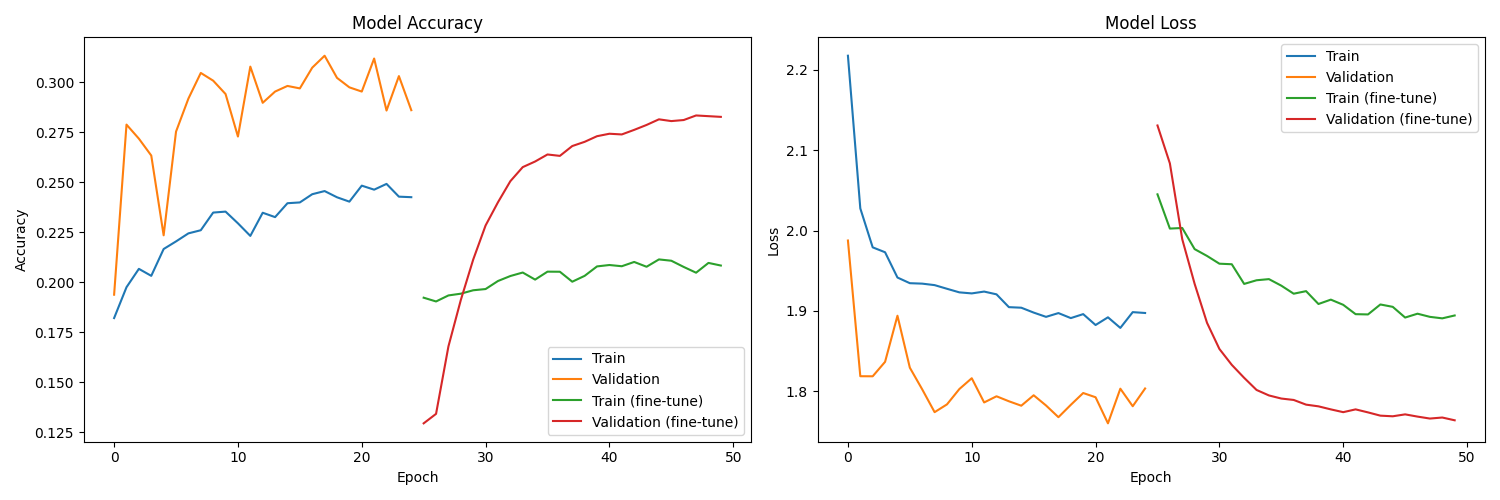 Model Accuracy
Accuracy
0.300
0.275
0.250
0.225
0.200
0.175
0.150
0.125
0 10 20 30 40 50
Epoch
Train
Validation
Train (fine-tune)
Validation (fine-tune)
Model Loss
Loss
2.2
2.1
2.0
1.9
1.8
0 10 20 30 40 50
Epoch
Train
Validation
Train (fine-tune)
Validation (fine-tune)